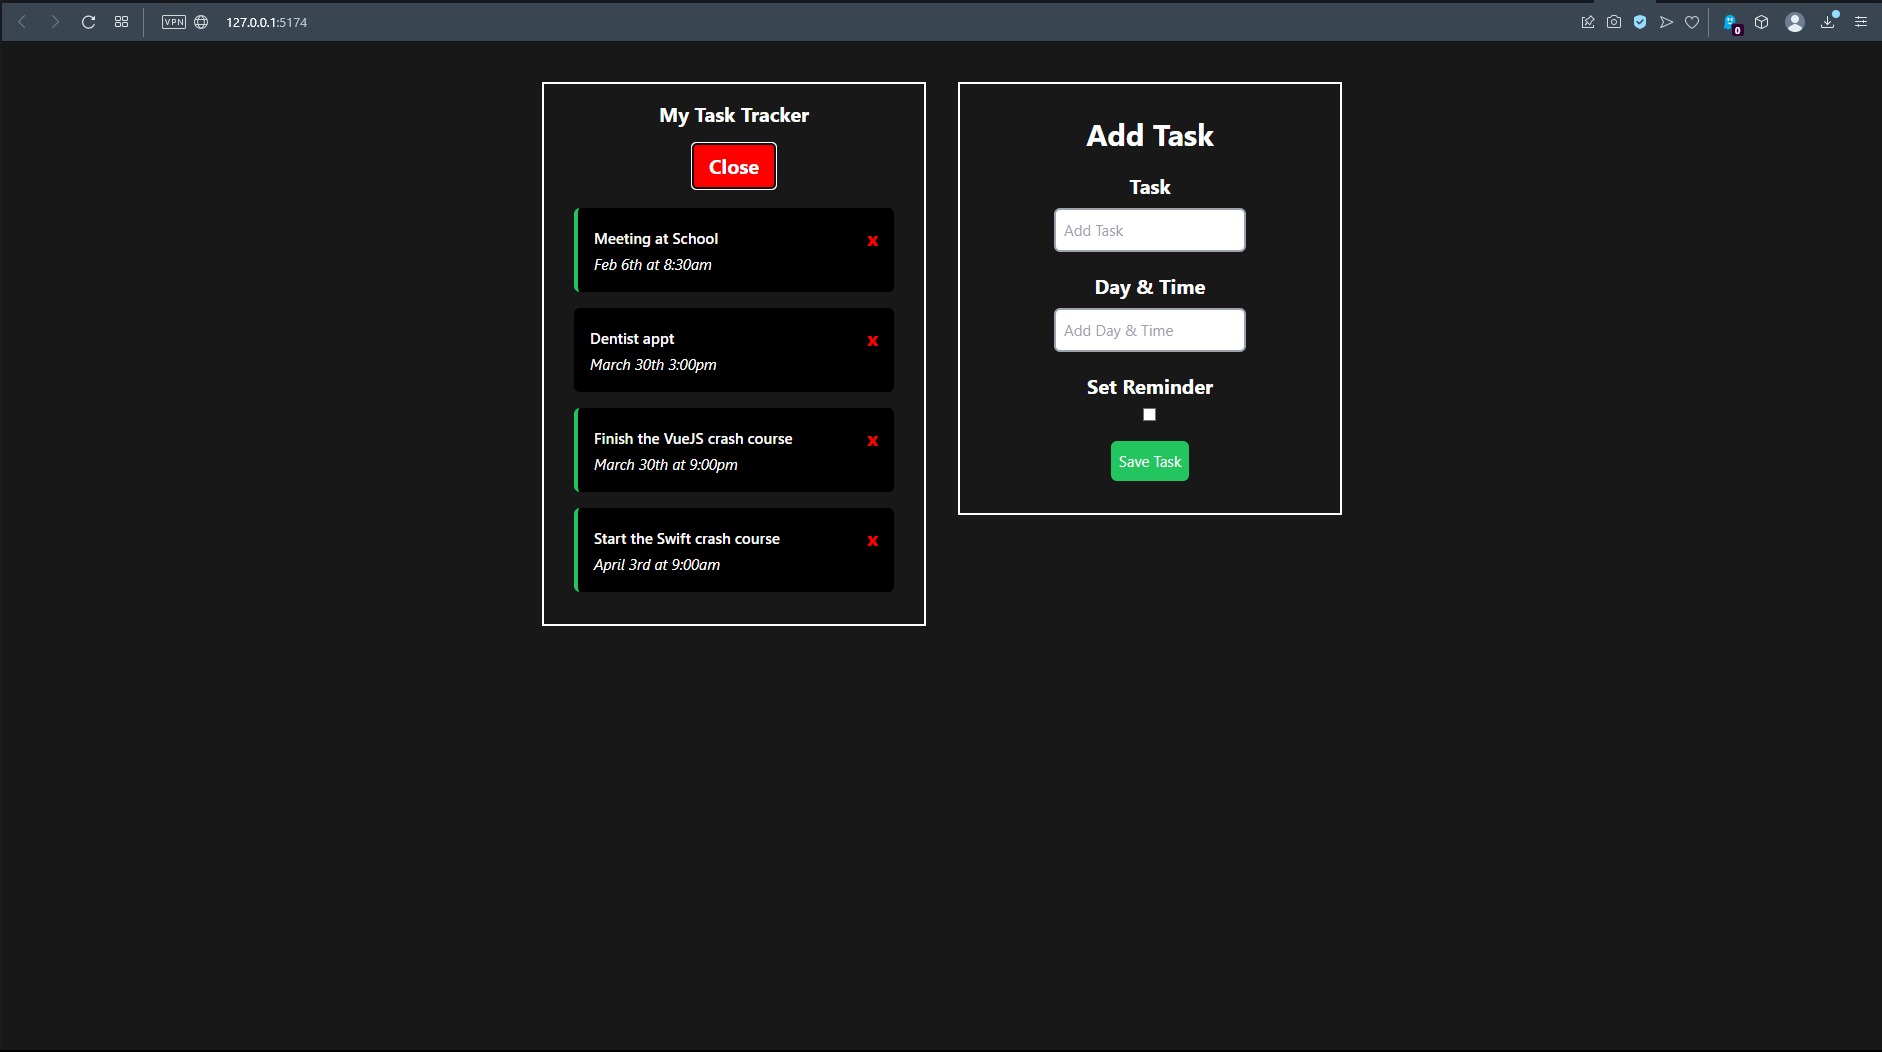 VPN
127.0.0.1:5174
0
My Task Tracker
Close
Meeting at School
x
Feb 6th at 8:30am
Dentist appt
x
March 30th 3:00pm
Finish the VueJS crash course
x
March 30th at 9:00pm
Start the Swift crash course
x
April 3rd at 9:00am
Add Task
Task
Add Task
Day & Time
Add Day & Time
Set Reminder
Save Task